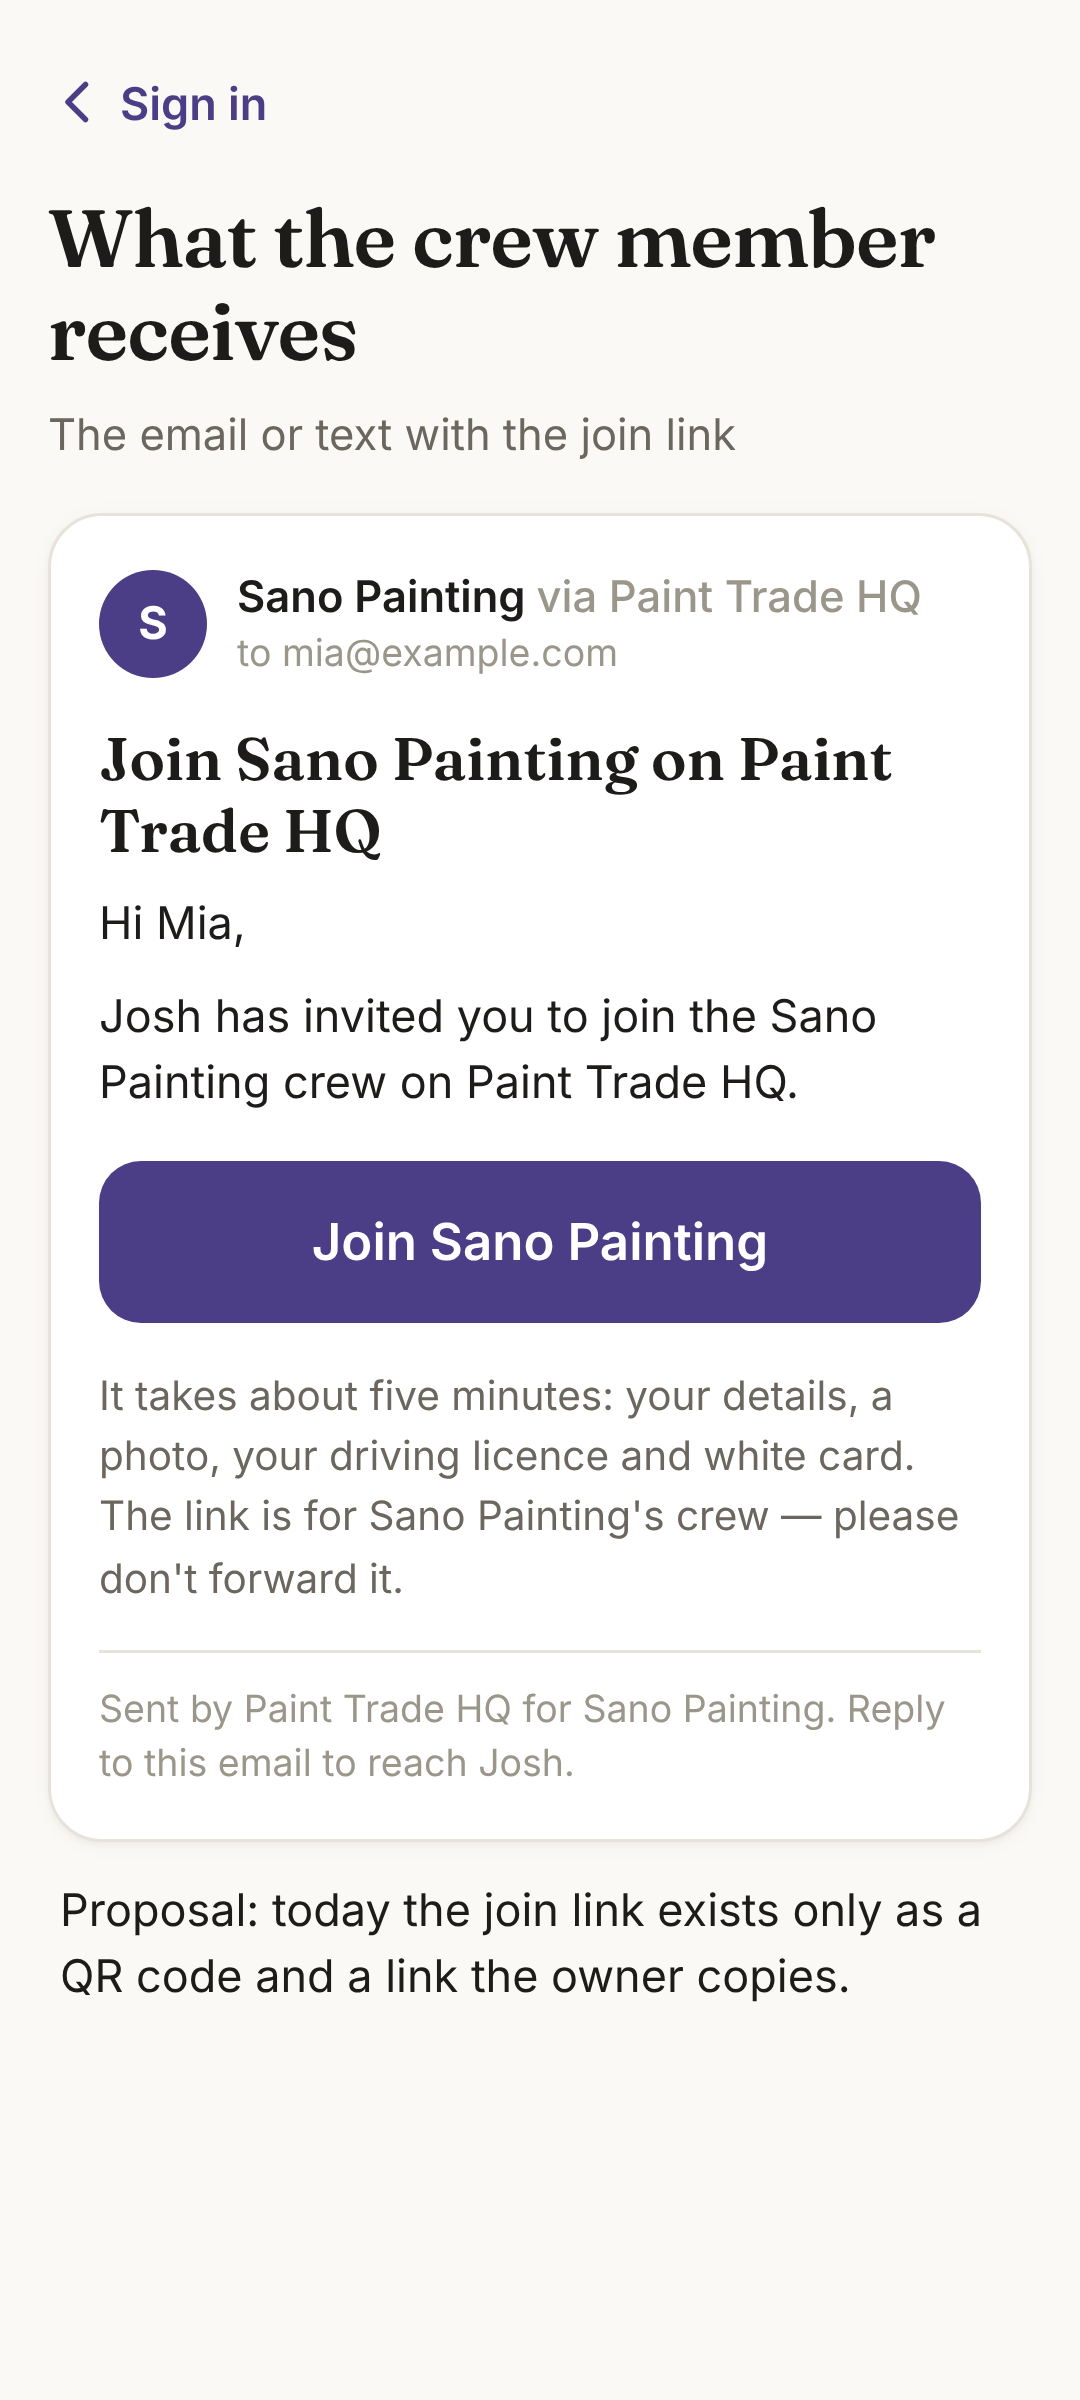 Sign in
What the crew member
receives
The email or text with the join link
S
Sano Painting via Paint Trade HQ
to mia@example.com
Join Sano Painting on Paint
Trade HQ
Hi Mia,
Josh has invited you to join the Sano
Painting crew on Paint Trade HQ.
Join Sano Painting
It takes about five minutes: your details, a
photo, your driving licence and white card.
The link is for Sano Painting's crew — please
don't forward it.
Sent by Paint Trade HQ for Sano Painting. Reply
to this email to reach Josh.
Proposal: today the join link exists only as a
QR code and a link the owner copies.